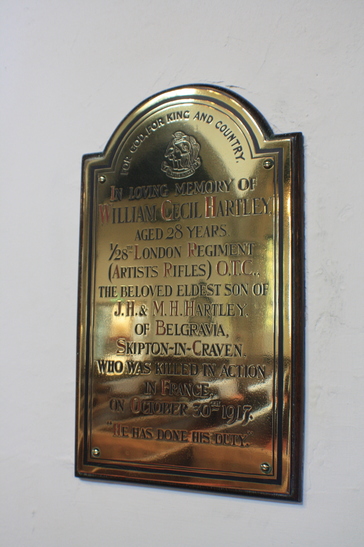 FOR GOD, FOR KING AND COUNTRY.
IN LOVING MEMORY OF
WILLIAM CECIL HARTLEY,
AGED 28 YEARS.
1/28TH LONDON REGIMENT
(ARTISTS RIFLES) O.T.C.,
THE BELOVED ELDEST SON OF
J.H. & M.H. HARTLEY,
OF BELGRAVIA,
SKIPTON-IN-CRAVEN,
WHO WAS KILLED IN ACTION
IN FRANCE,
ON OCTOBER 30TH 1917.
"HE HAS DONE HIS DUTY."